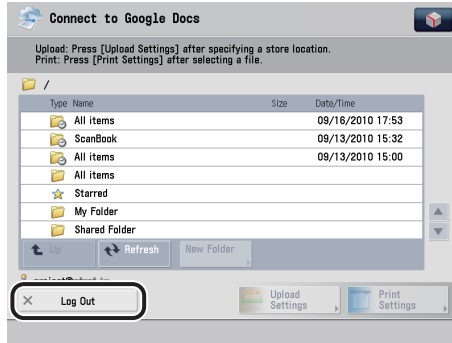 Connect to Google Docs
Upload: Press [Upload Settings] after specifying a store location.
Print: Press [Print Settings] after selecting a file.
/
Type Name Size Date/Time
All items 09/16/2010 17:53
ScanBook 09/13/2010 15:32
All items 09/13/2010 15:00
All items
Starred
My Folder
Shared Folder
Up Refresh New Folder
Log Out
Upload Settings
Print Settings